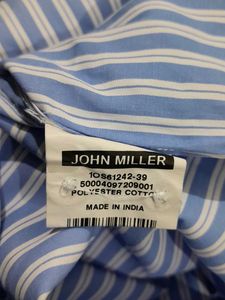 JOHN MILLER
1OS61242-39
50004097209001
POLYESTER COTTON
MADE IN INDIA